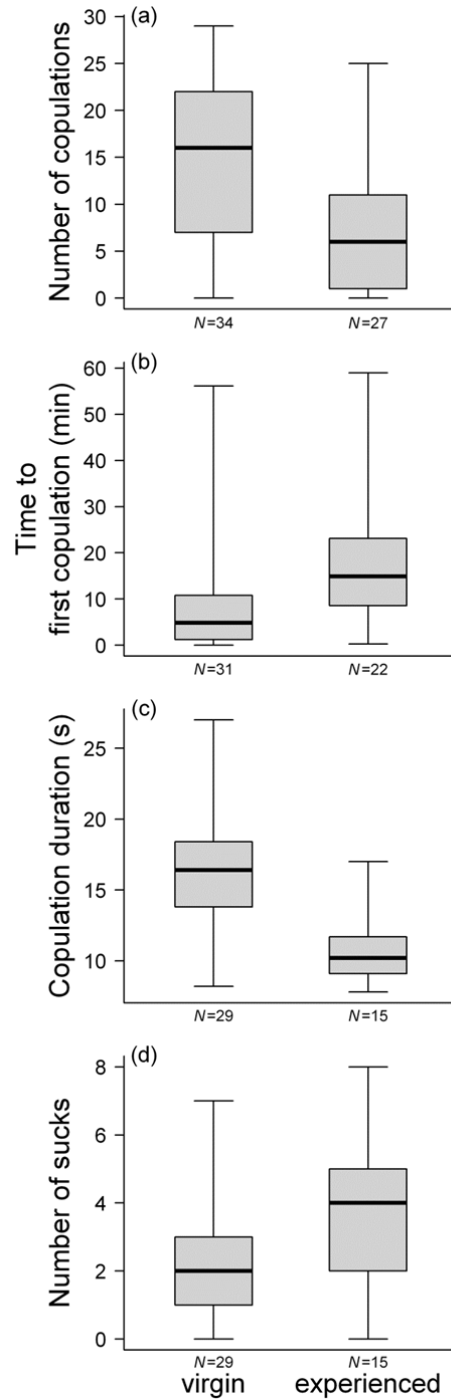 (a)
Number of copulations
30
25
20
15
10
5
0
N=34 N=27
(b)
Time to
first copulation (min)
60
50
40
30
20
10
0
N=31 N=22
(c)
Copulation duration (s)
25
20
15
10
N=29 N=15
(d)
Number of sucks
8
6
4
2
0
N=29 N=15
virgin experienced